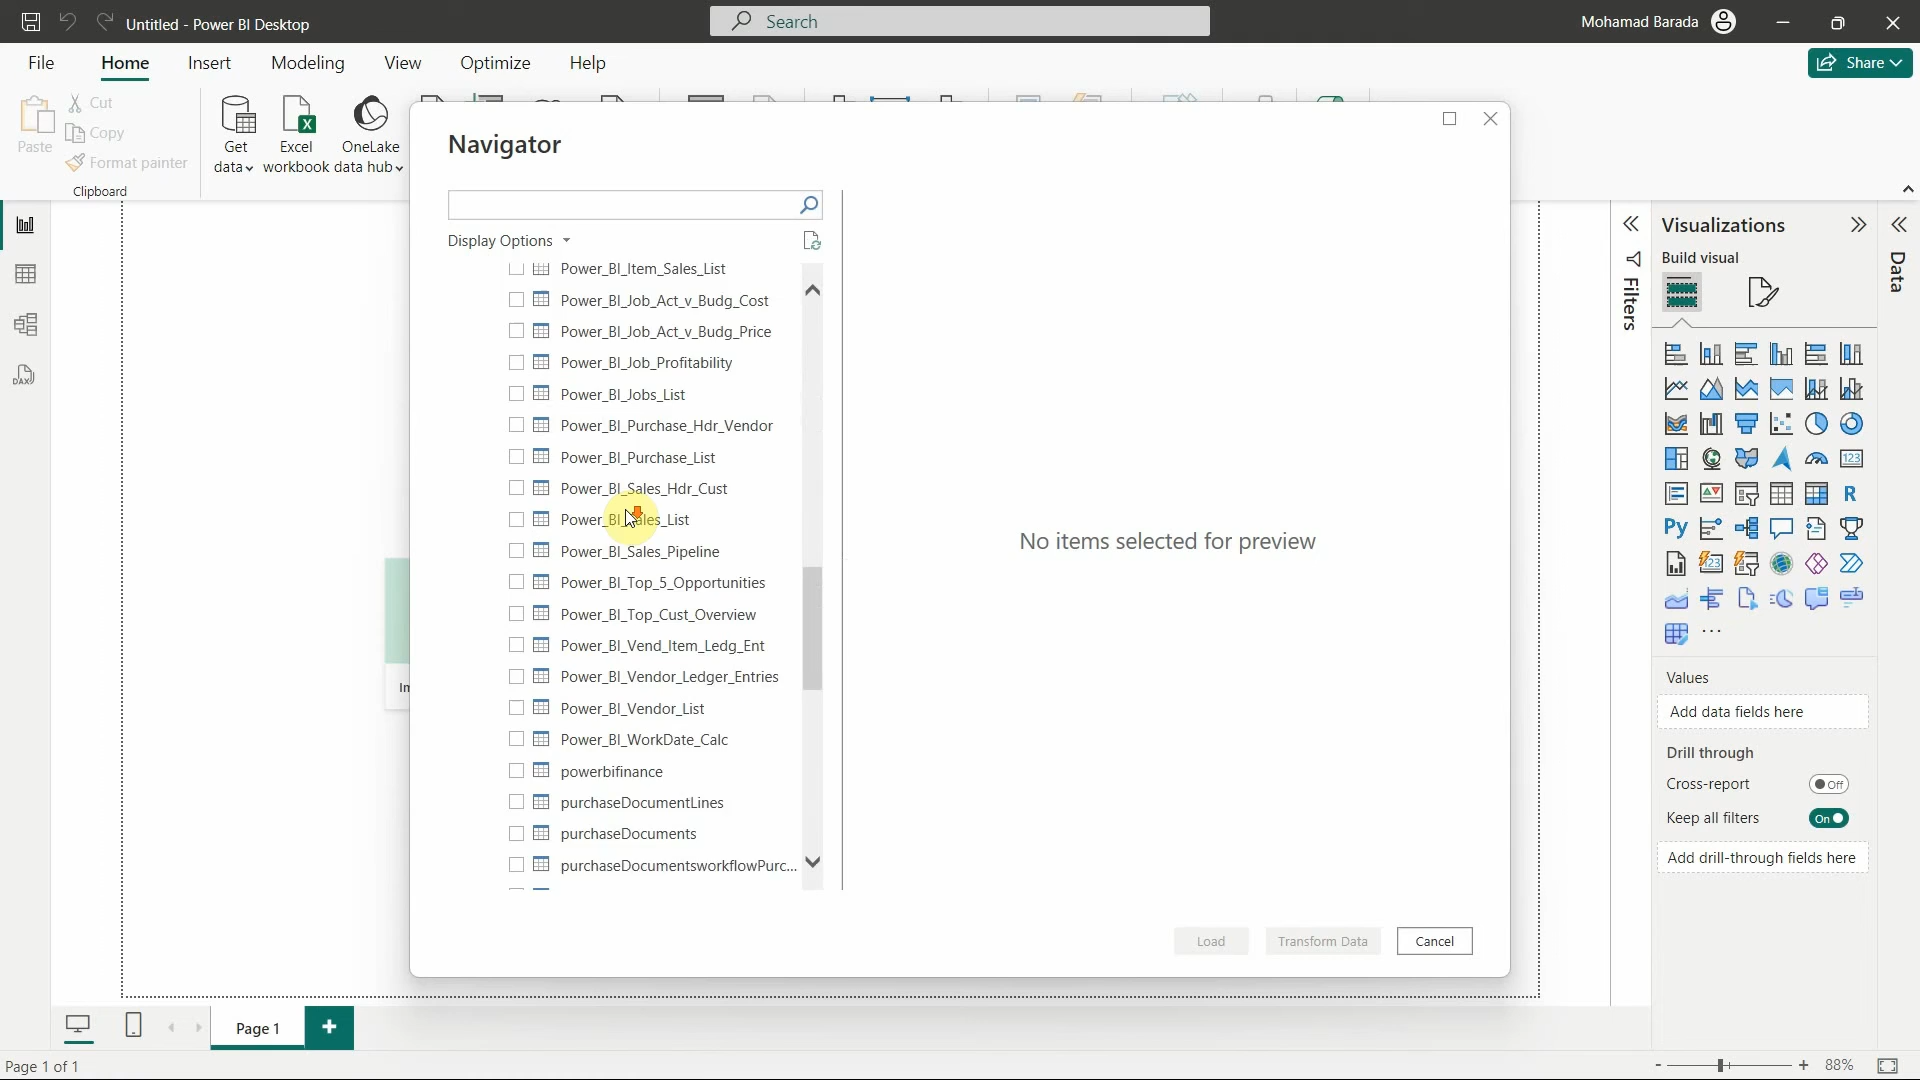 Untitled - Power BI Desktop
Search
Mohamad Barada
File
Home
Insert
Modeling
View
Optimize
Help
Share
Paste
Cut
Copy
Format painter
Clipboard
Get data
Excel workbook
OneLake data hub
Navigator
Display Options
Power_BI_Item_Sales_List
Power_BI_Job_Act_v_Budg_Cost
Power_BI_Job_Act_v_Budg_Price
Power_BI_Job_Profitability
Power_BI_Jobs_List
Power_BI_Purchase_Hdr_Vendor
Power_BI_Purchase_List
Power_BI_Sales_Hdr_Cust
Power_BI_Sales_List
Power_BI_Sales_Pipeline
Power_BI_Top_5_Opportunities
Power_BI_Top_Cust_Overview
Power_BI_Vend_Item_Ledg_Ent
Power_BI_Vendor_Ledger_Entries
Power_BI_Vendor_List
Power_BI_WorkDate_Calc
powerbifinance
purchaseDocumentLines
purchaseDocuments
purchaseDocumentsworkflowPurc...
No items selected for preview
Load
Transform Data
Cancel
Filters
Visualizations
Build visual
123
R
Py
123
Values
Add data fields here
Drill through
Cross-report
Off
Keep all filters
On
Add drill-through fields here
Data
DAX
Page 1
Page 1 of 1
88%